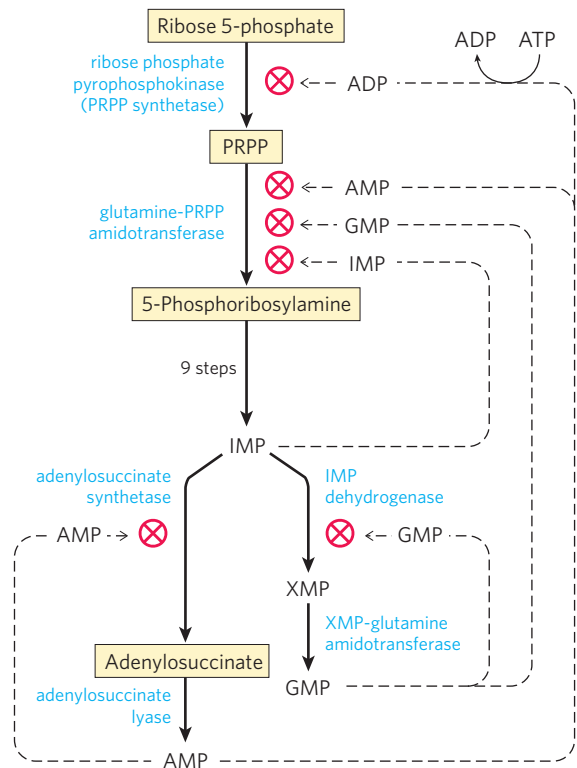 Ribose 5-phosphate
ADP ATP
ribose phosphate
pyrophosphokinase
(PRPP synthetase)
ADP
PRPP
AMP
glutamine-PRPP
amidotransferase
GMP
IMP
5-Phosphoribosylamine
9 steps
IMP
adenylosuccinate
synthetase
IMP
dehydrogenase
AMP
GMP
XMP
XMP-glutamine
amidotransferase
Adenylosuccinate
GMP
adenylosuccinate
lyase
AMP